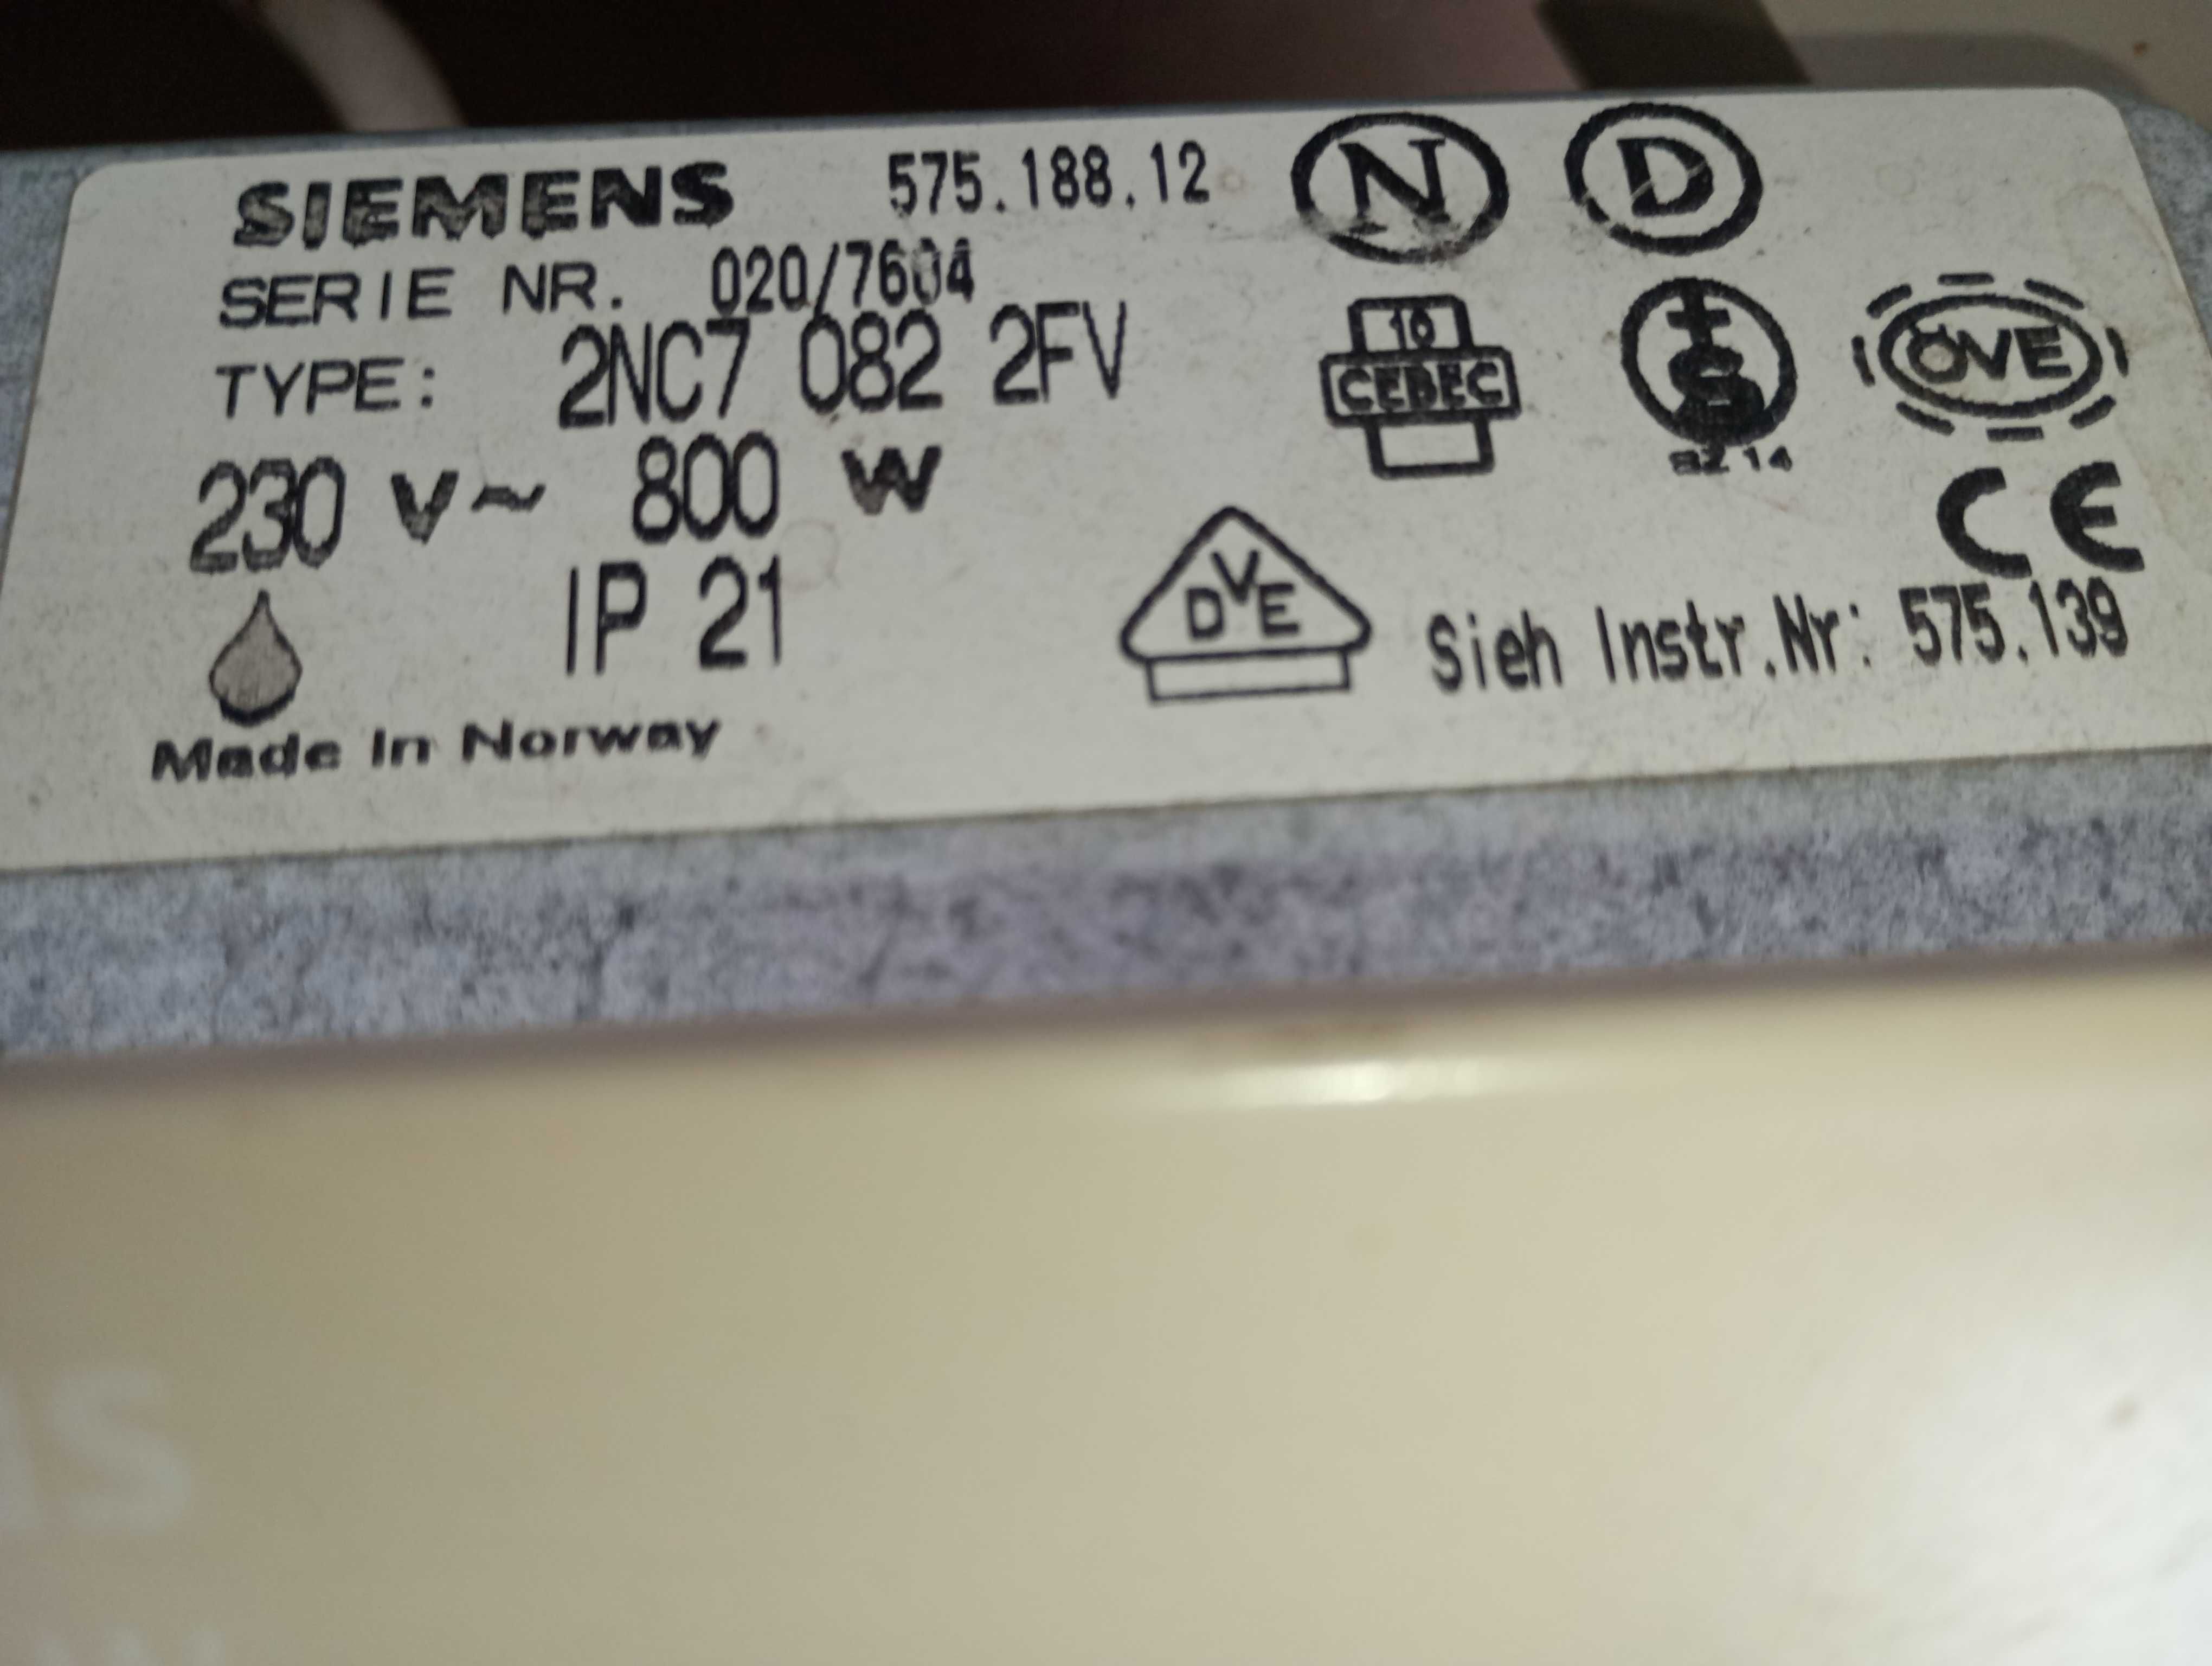 SIEMENS 575.188.12 N D
SERIE NR. 020/7604
TYPE: 2NC7 082 2FV
10
CEBEC
S
ÖVE
230 V~ 800 W
CE
IP 21
DVE
Sieh Instr.Nr: 575.139
Made In Norway